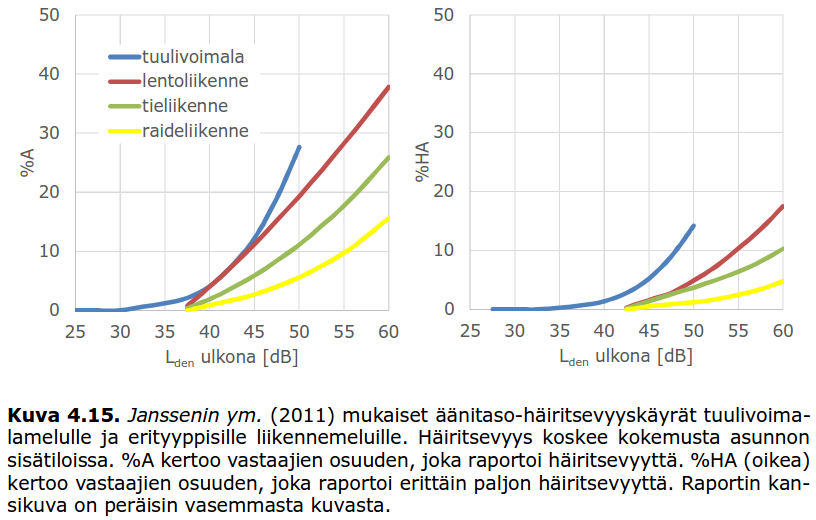 50
40
30
20
10
0
%A
tuulivoimala
lentoliikenne
tieliikenne
raideliikenne
25 30 35 40 45 50 55 60
Lden ulkona [dB]
50
40
30
20
10
0
%HA
25 30 35 40 45 50 55 60
Lden ulkona [dB]
Kuva 4.15. Janssenin ym. (2011) mukaiset äänitaso-häiritsevyyskäyrät tuulivoima-
lamelulle ja erityyppisille liikennemeluille. Häiritsevyys koskee kokemusta asunnon
sisätiloissa. %A kertoo vastaajien osuuden, joka raportoi häiritsevyyttä. %HA (oikea)
kertoo vastaajien osuuden, joka raportoi erittäin paljon häiritsevyyttä. Raportin kan-
sikuva on peräisin vasemmasta kuvasta.